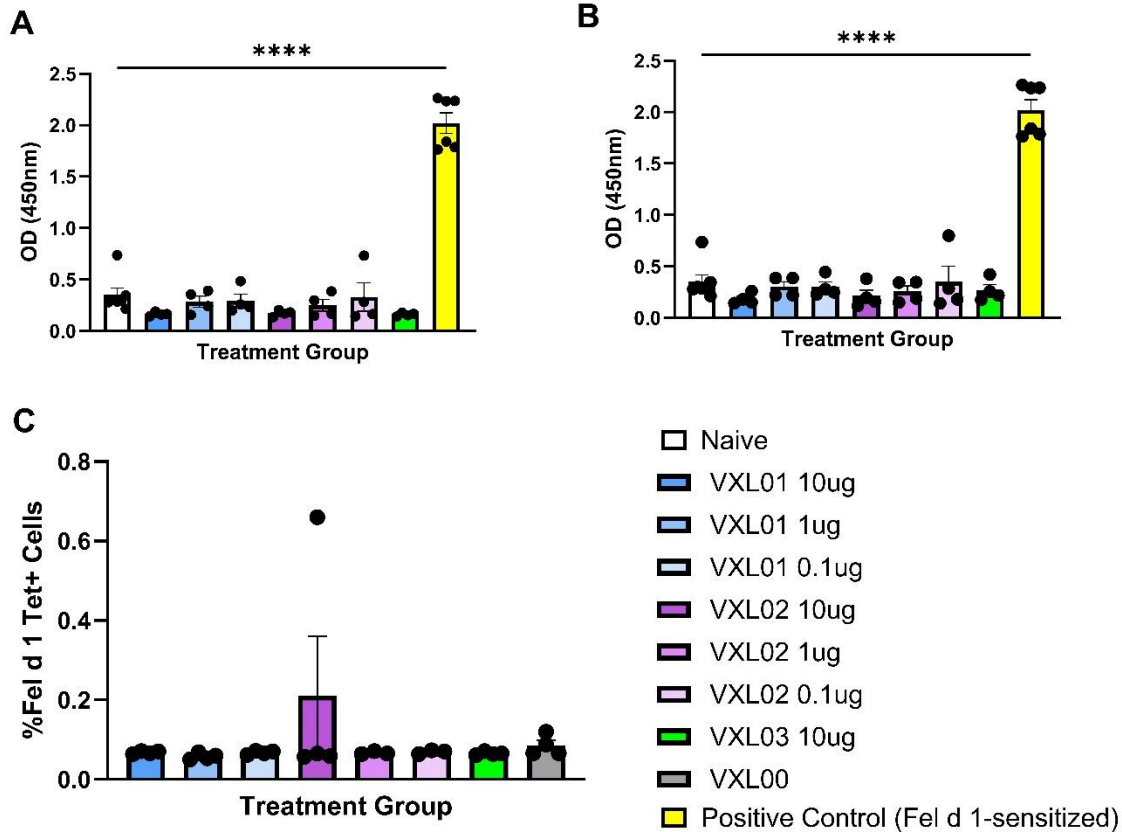 A
****
OD (450nm)
2.5
2.0
1.5
1.0
0.5
0.0
Treatment Group
B
****
OD (450nm)
2.5
2.0
1.5
1.0
0.5
0.0
Treatment Group
C
%Fel d 1 Tet+ Cells
0.8
0.6
0.4
0.2
0.0
Treatment Group
Naive
VXL01 10ug
VXL01 1ug
VXL01 0.1ug
VXL02 10ug
VXL02 1ug
VXL02 0.1ug
VXL03 10ug
VXL00
Positive Control (Fel d 1-sensitized)